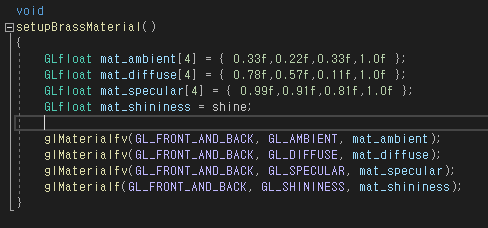 void
setupBrassMaterial()
{
GLfloat mat_ambient[4] = { 0.33f,0.22f,0.33f,1.0f };
GLfloat mat_diffuse[4] = { 0.78f,0.57f,0.11f,1.0f };
GLfloat mat_specular[4] = { 0.99f,0.91f,0.81f,1.0f };
GLfloat mat_shininess = shine;
glMaterialfv(GL_FRONT_AND_BACK, GL_AMBIENT, mat_ambient);
glMaterialfv(GL_FRONT_AND_BACK, GL_DIFFUSE, mat_diffuse);
glMaterialfv(GL_FRONT_AND_BACK, GL_SPECULAR, mat_specular);
glMaterialf(GL_FRONT_AND_BACK, GL_SHININESS, mat_shininess);
}